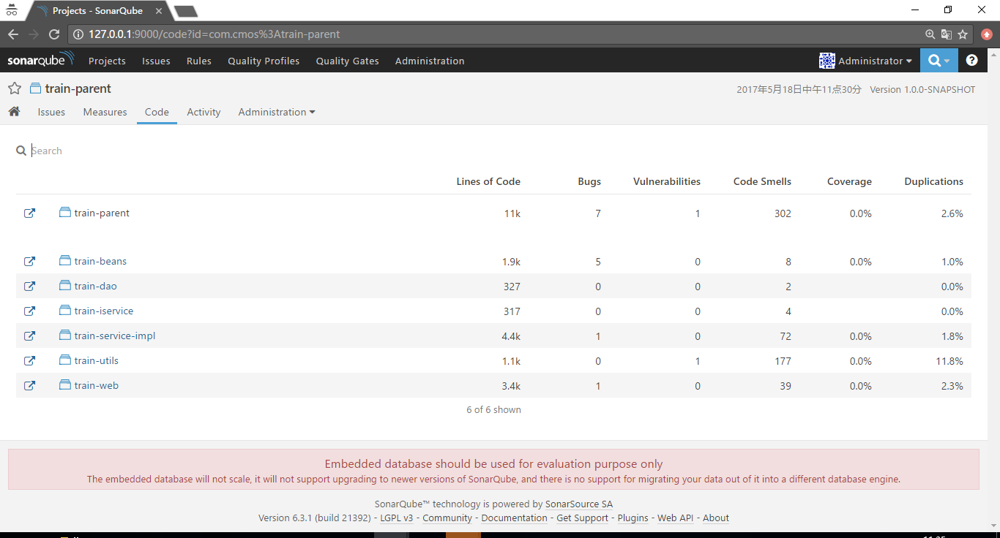 Projects - SonarQube
127.0.0.1:9000/code?id=com.cmos%3Atrain-parent
sonarqube Projects Issues Rules Quality Profiles Quality Gates Administration Administrator ?
train-parent 2017年5月18日中午11点30分 Version 1.0.0-SNAPSHOT
Issues Measures Code Activity Administration
Search
Lines of Code Bugs Vulnerabilities Code Smells Coverage Duplications
train-parent 11k 7 1 302 0.0% 2.6%
train-beans 1.9k 5 0 8 0.0% 1.0%
train-dao 327 0 0 2 0.0%
train-iservice 317 0 0 4 0.0%
train-service-impl 4.4k 1 0 72 0.0% 1.8%
train-utils 1.1k 0 1 177 0.0% 11.8%
train-web 3.4k 1 0 39 0.0% 2.3%
6 of 6 shown
Embedded database should be used for evaluation purpose only
The embedded database will not scale, it will not support upgrading to newer versions of SonarQube, and there is no support for migrating your data out of it into a different database engine.
SonarQube™ technology is powered by SonarSource SA
Version 6.3.1 (build 21392) - LGPL v3 - Community - Documentation - Get Support - Plugins - Web API - About